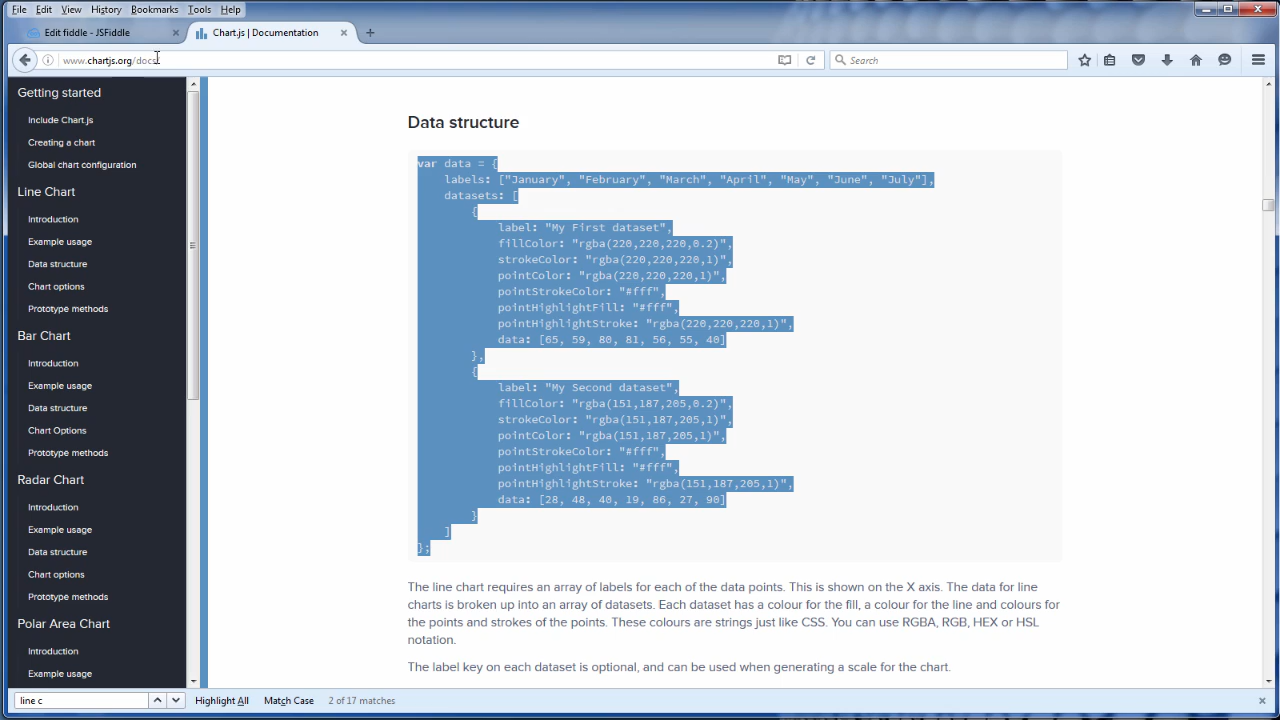 File Edit View History Bookmarks Tools Help
Edit fiddle - JSFiddle
Chart.js | Documentation
www.chartjs.org/docs
Search
Getting started
Include Chart.js
Creating a chart
Global chart configuration
Line Chart
Introduction
Example usage
Data structure
Chart options
Prototype methods
Bar Chart
Introduction
Example usage
Data structure
Chart Options
Prototype methods
Radar Chart
Introduction
Example usage
Data structure
Chart options
Prototype methods
Polar Area Chart
Introduction
Example usage
Data structure
var data = {
labels: ["January", "February", "March", "April", "May", "June", "July"],
datasets: [
{
label: "My First dataset",
fillColor: "rgba(220,220,220,0.2)",
strokeColor: "rgba(220,220,220,1)",
pointColor: "rgba(220,220,220,1)",
pointStrokeColor: "#fff",
pointHighlightFill: "#fff",
pointHighlightStroke: "rgba(220,220,220,1)",
data: [65, 59, 80, 81, 56, 55, 40]
},
{
label: "My Second dataset",
fillColor: "rgba(151,187,205,0.2)",
strokeColor: "rgba(151,187,205,1)",
pointColor: "rgba(151,187,205,1)",
pointStrokeColor: "#fff",
pointHighlightFill: "#fff",
pointHighlightStroke: "rgba(151,187,205,1)",
data: [28, 48, 40, 19, 86, 27, 90]
}
]
};
The line chart requires an array of labels for each of the data points. This is shown on the X axis. The data for line
charts is broken up into an array of datasets. Each dataset has a colour for the fill, a colour for the line and colours for
the points and strokes of the points. These colours are strings just like CSS. You can use RGBA, RGB, HEX or HSL
notation.
The label key on each dataset is optional, and can be used when generating a scale for the chart.
line c
Highlight All Match Case 2 of 17 matches